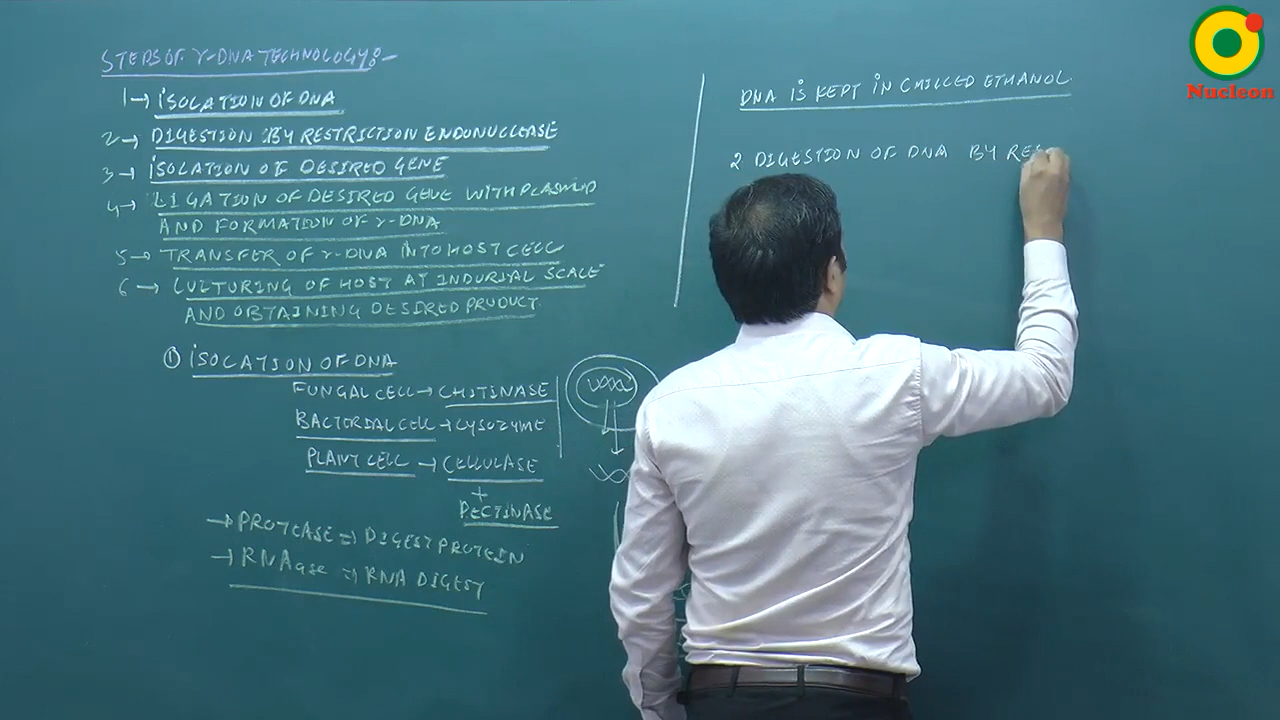 STEPS OF r-DNA TECHNOLOGY:-
1→ ISOLATION OF DNA
2→ DIGESTION BY RESTRICTION ENDONUCLEASE
3→ ISOLATION OF DESIRED GENE
4→ LIGATION OF DESIRED GENE WITH PLASMID
AND FORMATION OF r-DNA
5→ TRANSFER OF r-DNA INTO HOST CELL
6→ CULTURING OF HOST AT INDURIAL SCALE
AND OBTAINING DESIRED PRODUCT
① ISOLATION OF DNA
FUNGAL CELL → CHITINASE
BACTERIAL CELL → LYSOZYME
PLANT CELL → CELLULASE
+
PECTINASE
→ PROTEASE ⇒ DIGEST PROTEIN
→ RNAase ⇒ RNA DIGEST
DNA IS KEPT IN CHILLED ETHANOL.
2 DIGESTION OF DNA BY RES
Nucleon